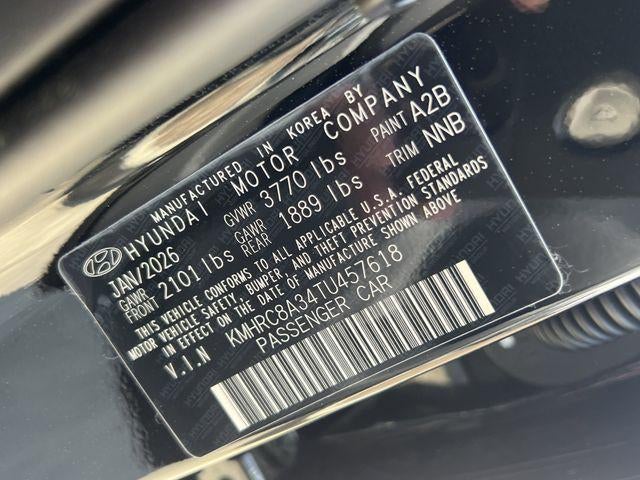 MANUFACTURED IN KOREA BY
HYUNDAI MOTOR COMPANY
JAN/2026 GVWR 3770 lbs PAINT A2B
GAWR FRONT 2101 lbs GAWR REAR 1889 lbs TRIM NNB
THIS VEHICLE CONFORMS TO ALL APPLICABLE U.S.A. FEDERAL
MOTOR VEHICLE SAFETY, BUMPER, AND THEFT PREVENTION STANDARDS
IN EFFECT ON THE DATE OF MANUFACTURE SHOWN ABOVE
V.I.N KMHRC8A34TU457618
PASSENGER CAR